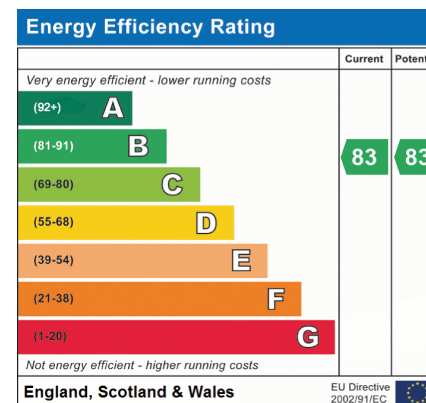 Energy Efficiency Rating
Current Potent
Very energy efficient - lower running costs
(92+) A
(81-91) B
83 83
(69-80) C
(55-68) D
(39-54) E
(21-38) F
(1-20) G
Not energy efficient - higher running costs
England, Scotland & Wales
EU Directive
2002/91/EC